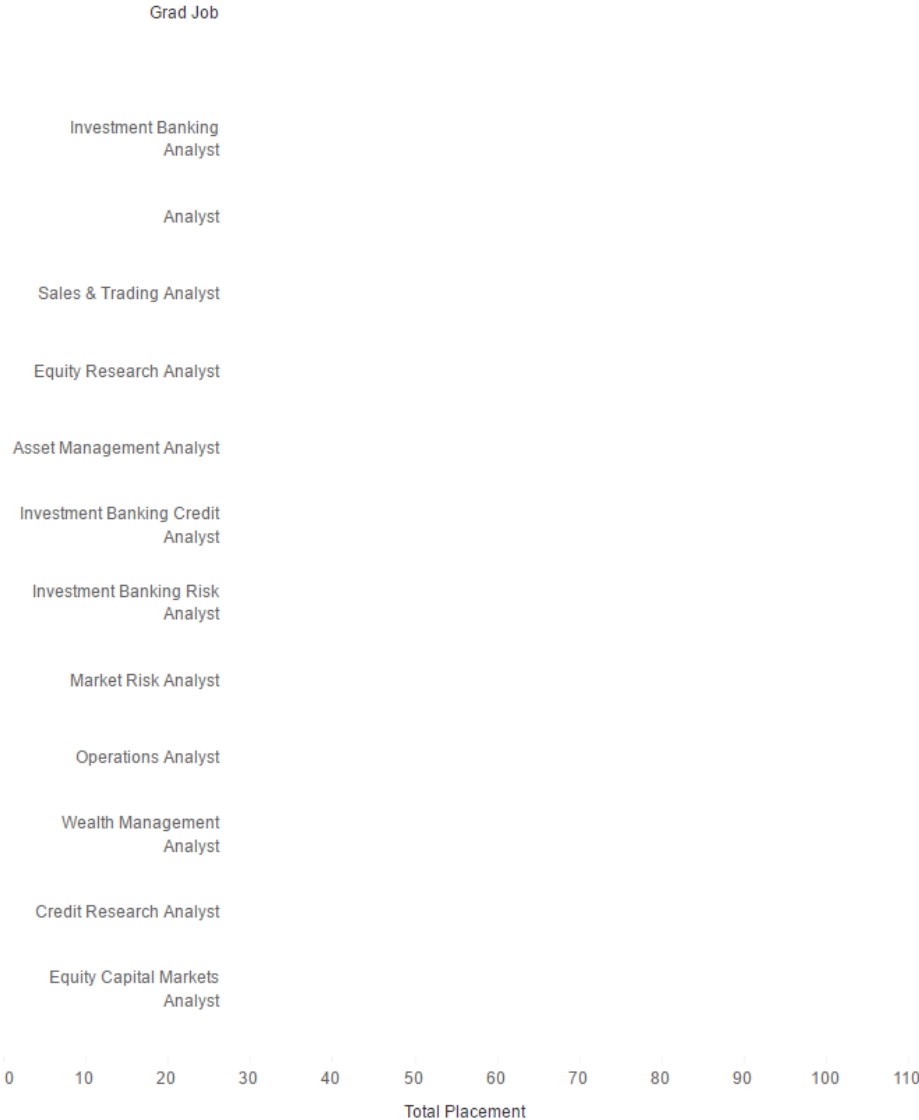 Grad Job
Investment Banking
Analyst
Analyst
Sales & Trading Analyst
Equity Research Analyst
Asset Management Analyst
Investment Banking Credit
Analyst
Investment Banking Risk
Analyst
Market Risk Analyst
Operations Analyst
Wealth Management
Analyst
Credit Research Analyst
Equity Capital Markets
Analyst
0 10 20 30 40 50 60 70 80 90 100 110
Total Placement